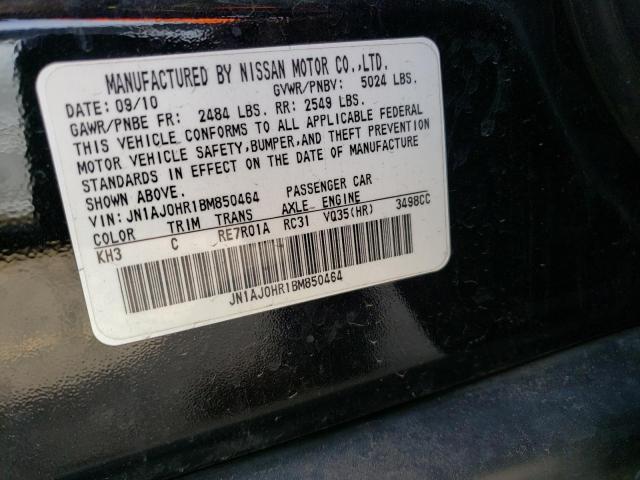 MANUFACTURED BY NISSAN MOTOR CO.,LTD.
DATE: 09/10 GVWR/PNBV: 5024 LBS.
GAWR/PNBE FR: 2484 LBS. RR: 2549 LBS.
THIS VEHICLE CONFORMS TO ALL APPLICABLE FEDERAL
MOTOR VEHICLE SAFETY,BUMPER,AND THEFT PREVENTION
STANDARDS IN EFFECT ON THE DATE OF MANUFACTURE
SHOWN ABOVE.
VIN: JN1AJ0HR1BM850464 PASSENGER CAR
COLOR TRIM TRANS AXLE ENGINE
KH3 C RE7R01A RC31 VQ35(HR) 3498CC
JN1AJ0HR1BM850464